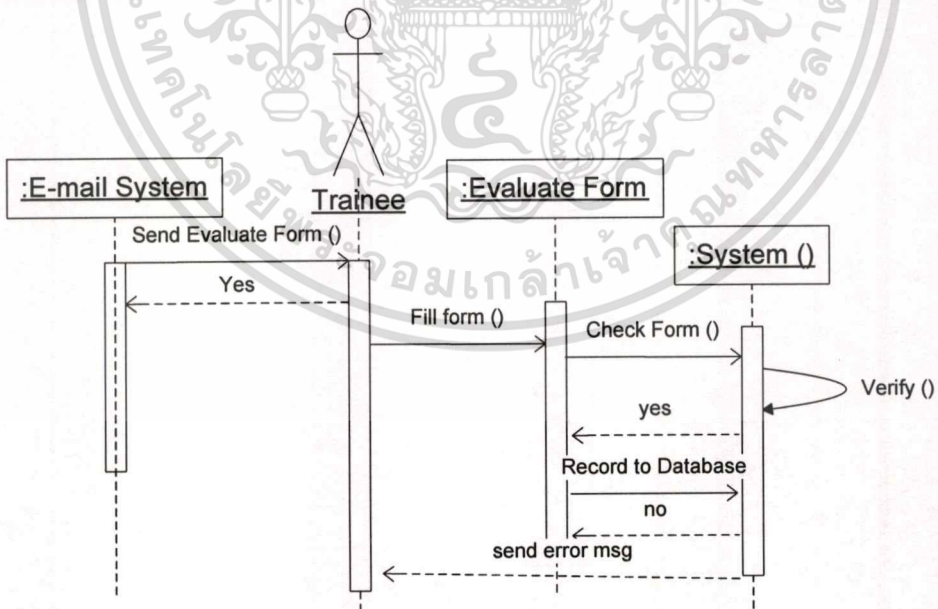 :E-mail System
Trainee
:Evaluate Form
:System ()
Send Evaluate Form ()
Yes
Fill form ()
Check Form ()
Verify ()
yes
Record to Database
no
send error msg